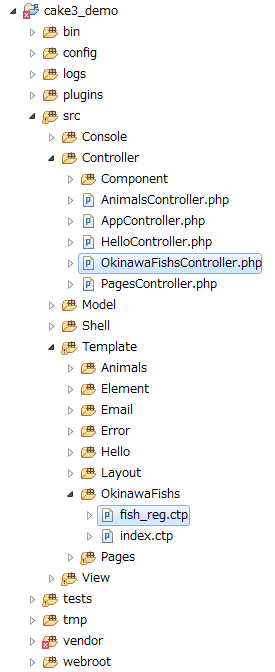 cake3_demo
bin
config
logs
plugins
src
Console
Controller
Component
AnimalsController.php
AppController.php
HelloController.php
OkinawaFishsController.php
PagesController.php
Model
Shell
Template
Animals
Element
Email
Error
Hello
Layout
OkinawaFishs
fish_reg.ctp
index.ctp
Pages
View
tests
tmp
vendor
webroot